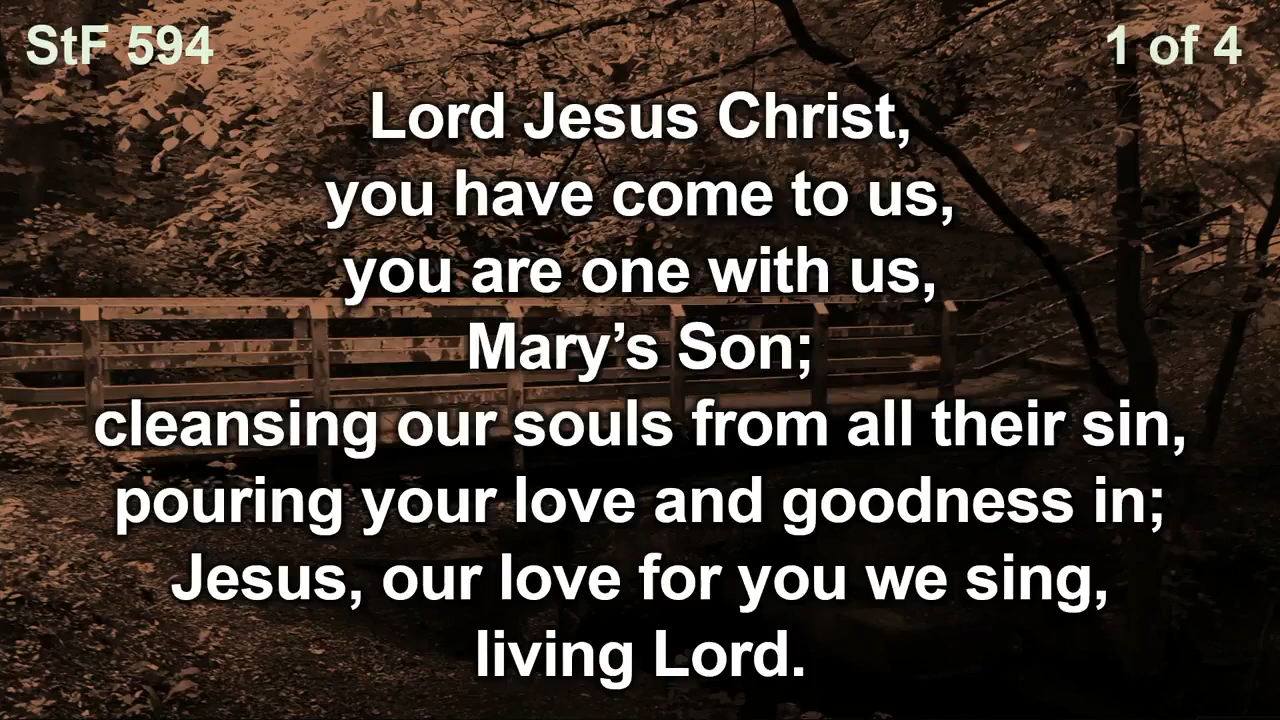 StF 594
1 of 4
Lord Jesus Christ,
you have come to us,
you are one with us,
Mary’s Son;
cleansing our souls from all their sin,
pouring your love and goodness in;
Jesus, our love for you we sing,
living Lord.